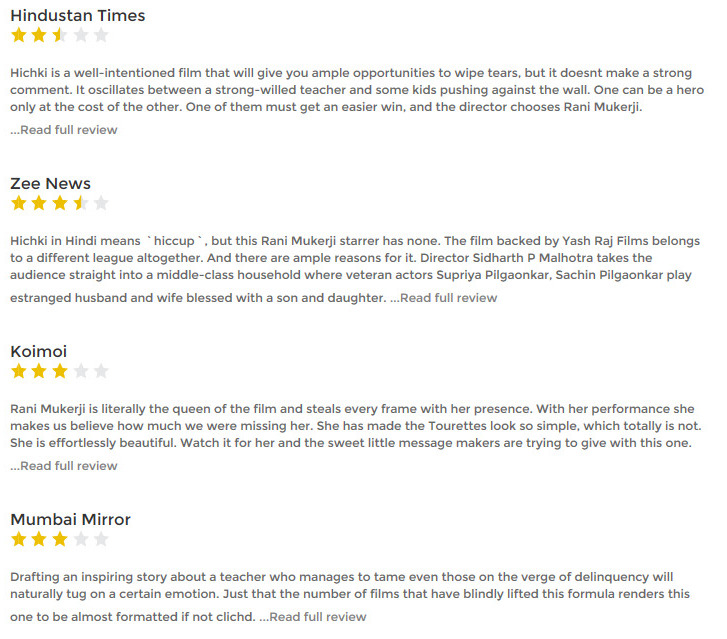 Hindustan Times
Hichki is a well-intentioned film that will give you ample opportunities to wipe tears, but it doesnt make a strong
comment. It oscillates between a strong-willed teacher and some kids pushing against the wall. One can be a hero
only at the cost of the other. One of them must get an easier win, and the director chooses Rani Mukerji.
...Read full review
Zee News
Hichki in Hindi means `hiccup`, but this Rani Mukerji starrer has none. The film backed by Yash Raj Films belongs
to a different league altogether. And there are ample reasons for it. Director Sidharth P Malhotra takes the
audience straight into a middle-class household where veteran actors Supriya Pilgaonkar, Sachin Pilgaonkar play
estranged husband and wife blessed with a son and daughter. ...Read full review
Koimoi
Rani Mukerji is literally the queen of the film and steals every frame with her presence. With her performance she
makes us believe how much we were missing her. She has made the Tourettes look so simple, which totally is not.
She is effortlessly beautiful. Watch it for her and the sweet little message makers are trying to give with this one.
...Read full review
Mumbai Mirror
Drafting an inspiring story about a teacher who manages to tame even those on the verge of delinquency will
naturally tug on a certain emotion. Just that the number of films that have blindly lifted this formula renders this
one to be almost formatted if not clichd. ...Read full review